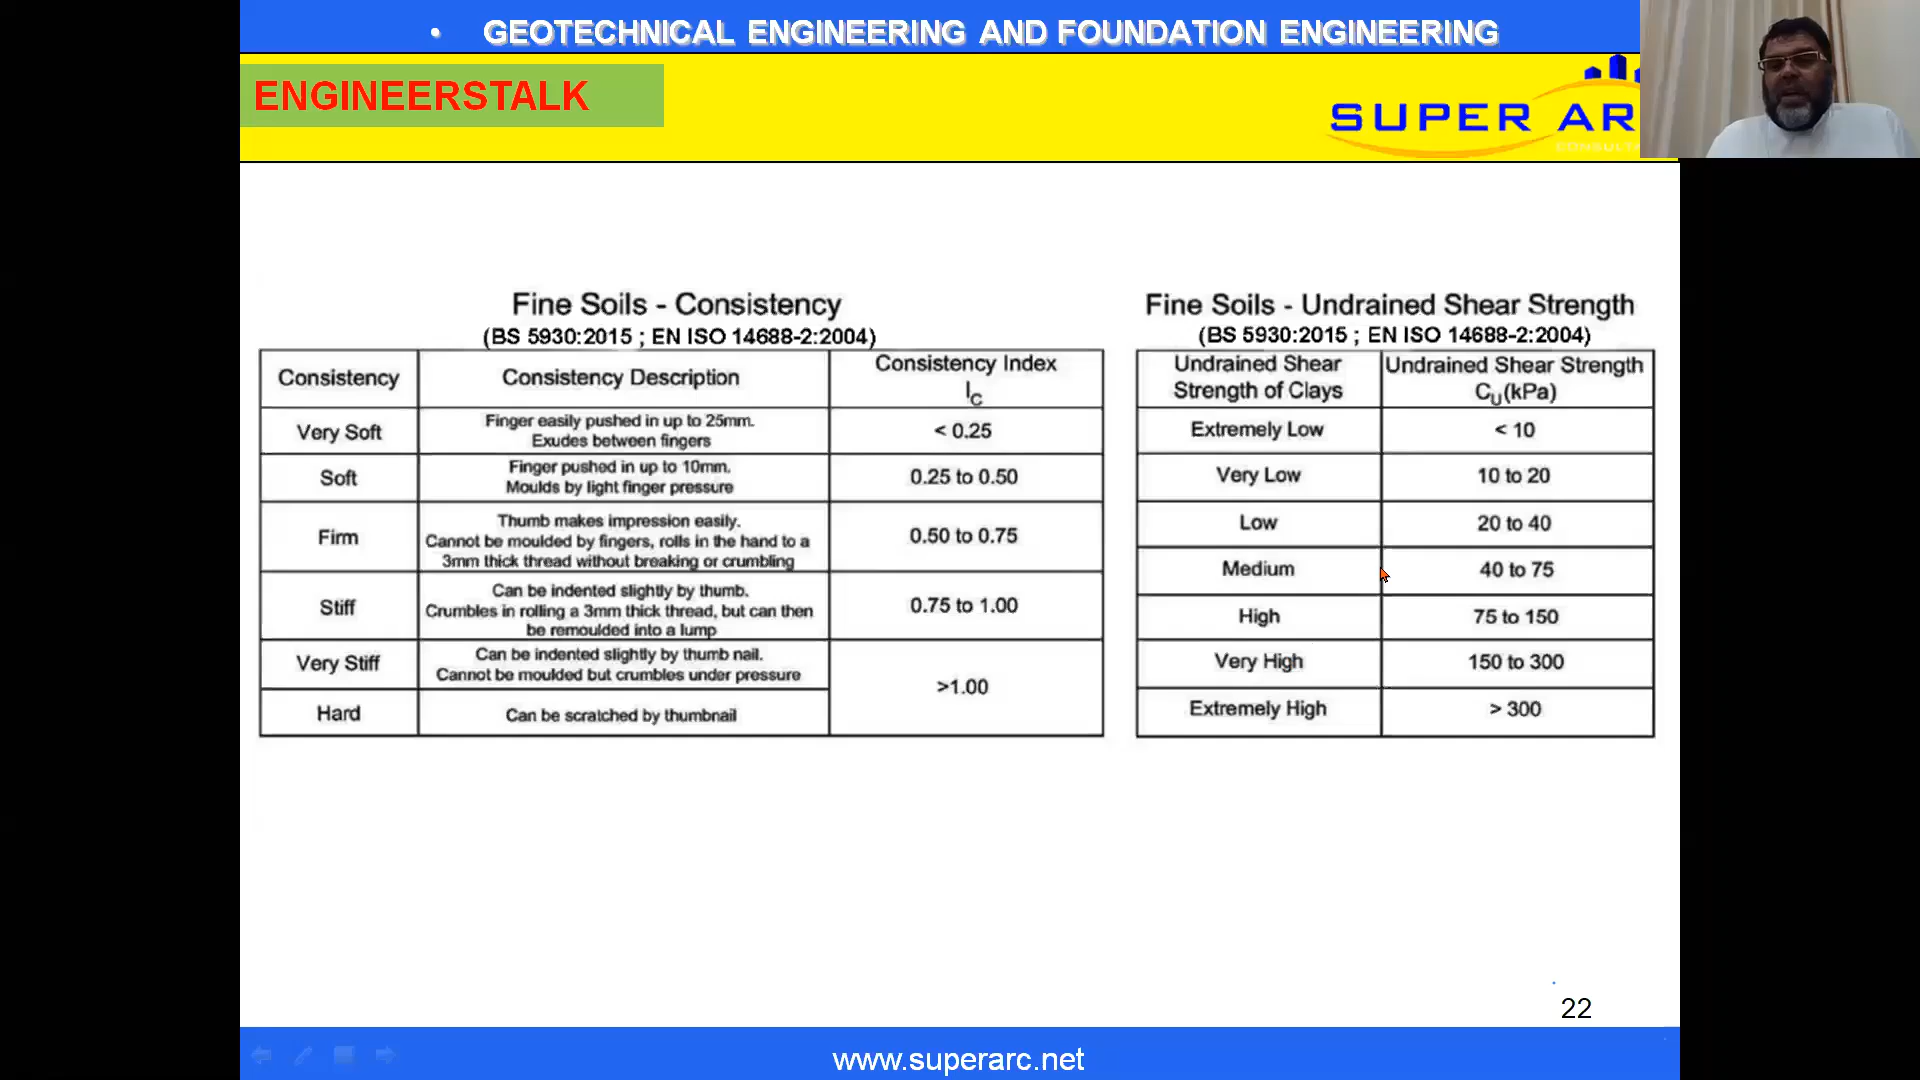 • GEOTECHNICAL ENGINEERING AND FOUNDATION ENGINEERING
ENGINEERSTALK
SUPER AR
Fine Soils - Consistency
(BS 5930:2015 ; EN ISO 14688-2:2004)
Consistency Consistency Description Consistency Index
I_C
Very Soft Finger easily pushed in up to 25mm.
Exudes between fingers < 0.25
Soft Finger pushed in up to 10mm.
Moulds by light finger pressure 0.25 to 0.50
Firm Thumb makes impression easily.
Cannot be moulded by fingers, rolls in the hand to a
3mm thick thread without breaking or crumbling 0.50 to 0.75
Stiff Can be indented slightly by thumb.
Crumbles in rolling a 3mm thick thread, but can then
be remoulded into a lump 0.75 to 1.00
Very Stiff Can be indented slightly by thumb nail.
Cannot be moulded but crumbles under pressure
>1.00
Hard Can be scratched by thumbnail
Fine Soils - Undrained Shear Strength
(BS 5930:2015 ; EN ISO 14688-2:2004)
Undrained Shear
Strength of Clays Undrained Shear Strength
C_U (kPa)
Extremely Low < 10
Very Low 10 to 20
Low 20 to 40
Medium 40 to 75
High 75 to 150
Very High 150 to 300
Extremely High > 300
22
www.superarc.net